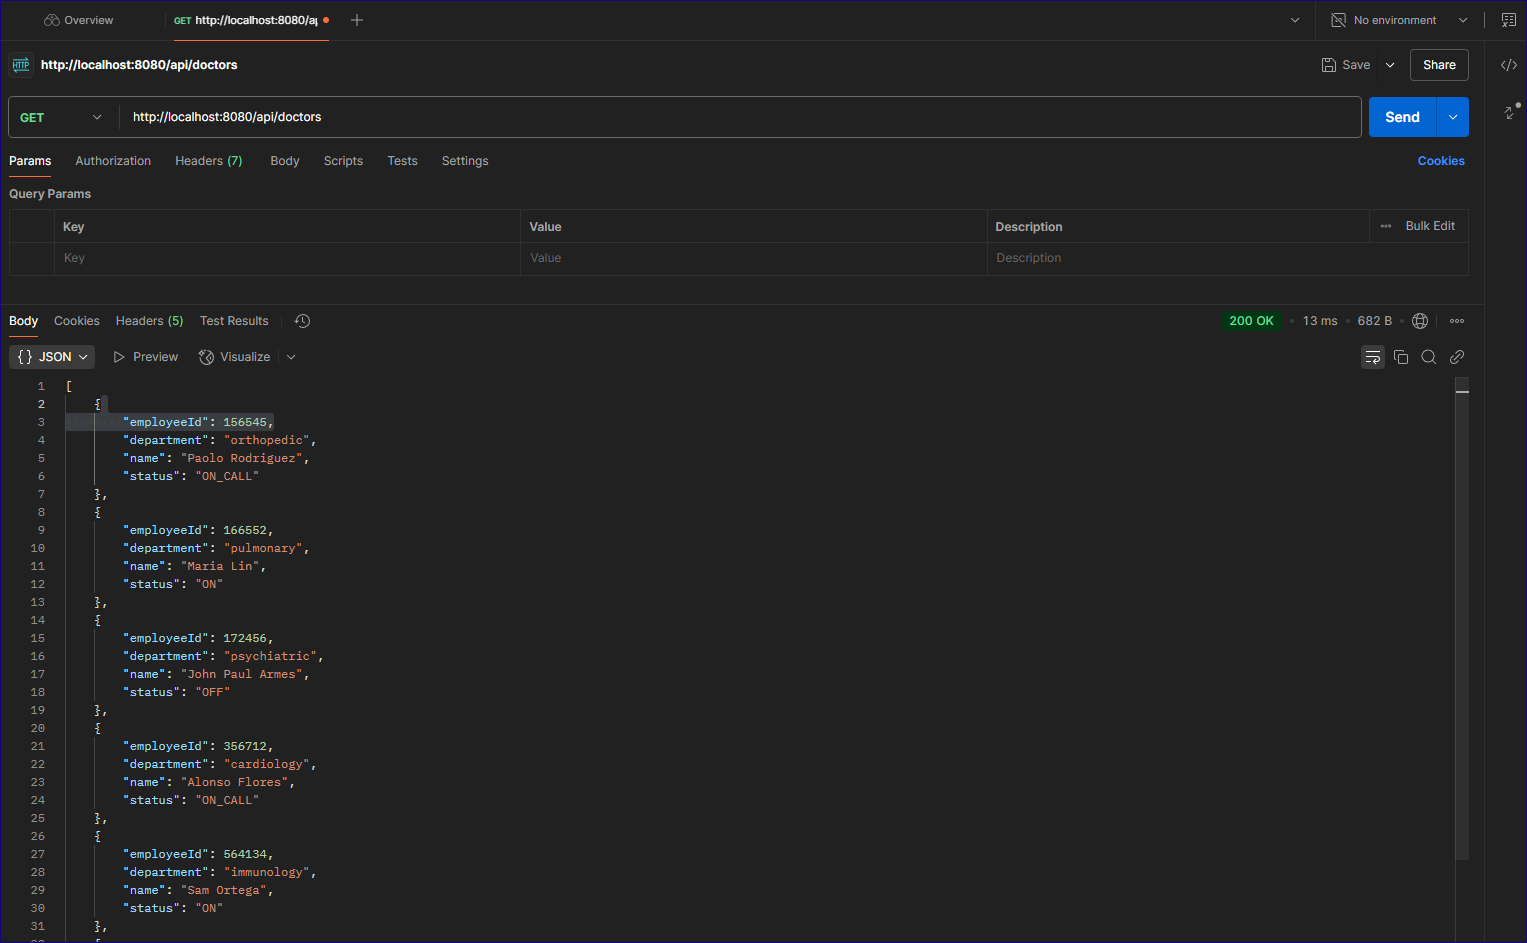 Overview
GET http://localhost:8080/ap
No environment
HTTP http://localhost:8080/api/doctors
Save
Share
GET http://localhost:8080/api/doctors
Send
Params Authorization Headers (7) Body Scripts Tests Settings
Cookies
Query Params
Key Value Description Bulk Edit
Key Value Description
Body Cookies Headers (5) Test Results
200 OK • 13 ms • 682 B
{} JSON Preview Visualize
1 [
2 {
3 "employeeId": 156545,
4 "department": "orthopedic",
5 "name": "Paolo Rodriguez",
6 "status": "ON_CALL"
7 },
8 {
9 "employeeId": 166552,
10 "department": "pulmonary",
11 "name": "Maria Lin",
12 "status": "ON"
13 },
14 {
15 "employeeId": 172456,
16 "department": "psychiatric",
17 "name": "John Paul Armes",
18 "status": "OFF"
19 },
20 {
21 "employeeId": 356712,
22 "department": "cardiology",
23 "name": "Alonso Flores",
24 "status": "ON_CALL"
25 },
26 {
27 "employeeId": 564134,
28 "department": "immunology",
29 "name": "Sam Ortega",
30 "status": "ON"
31 },